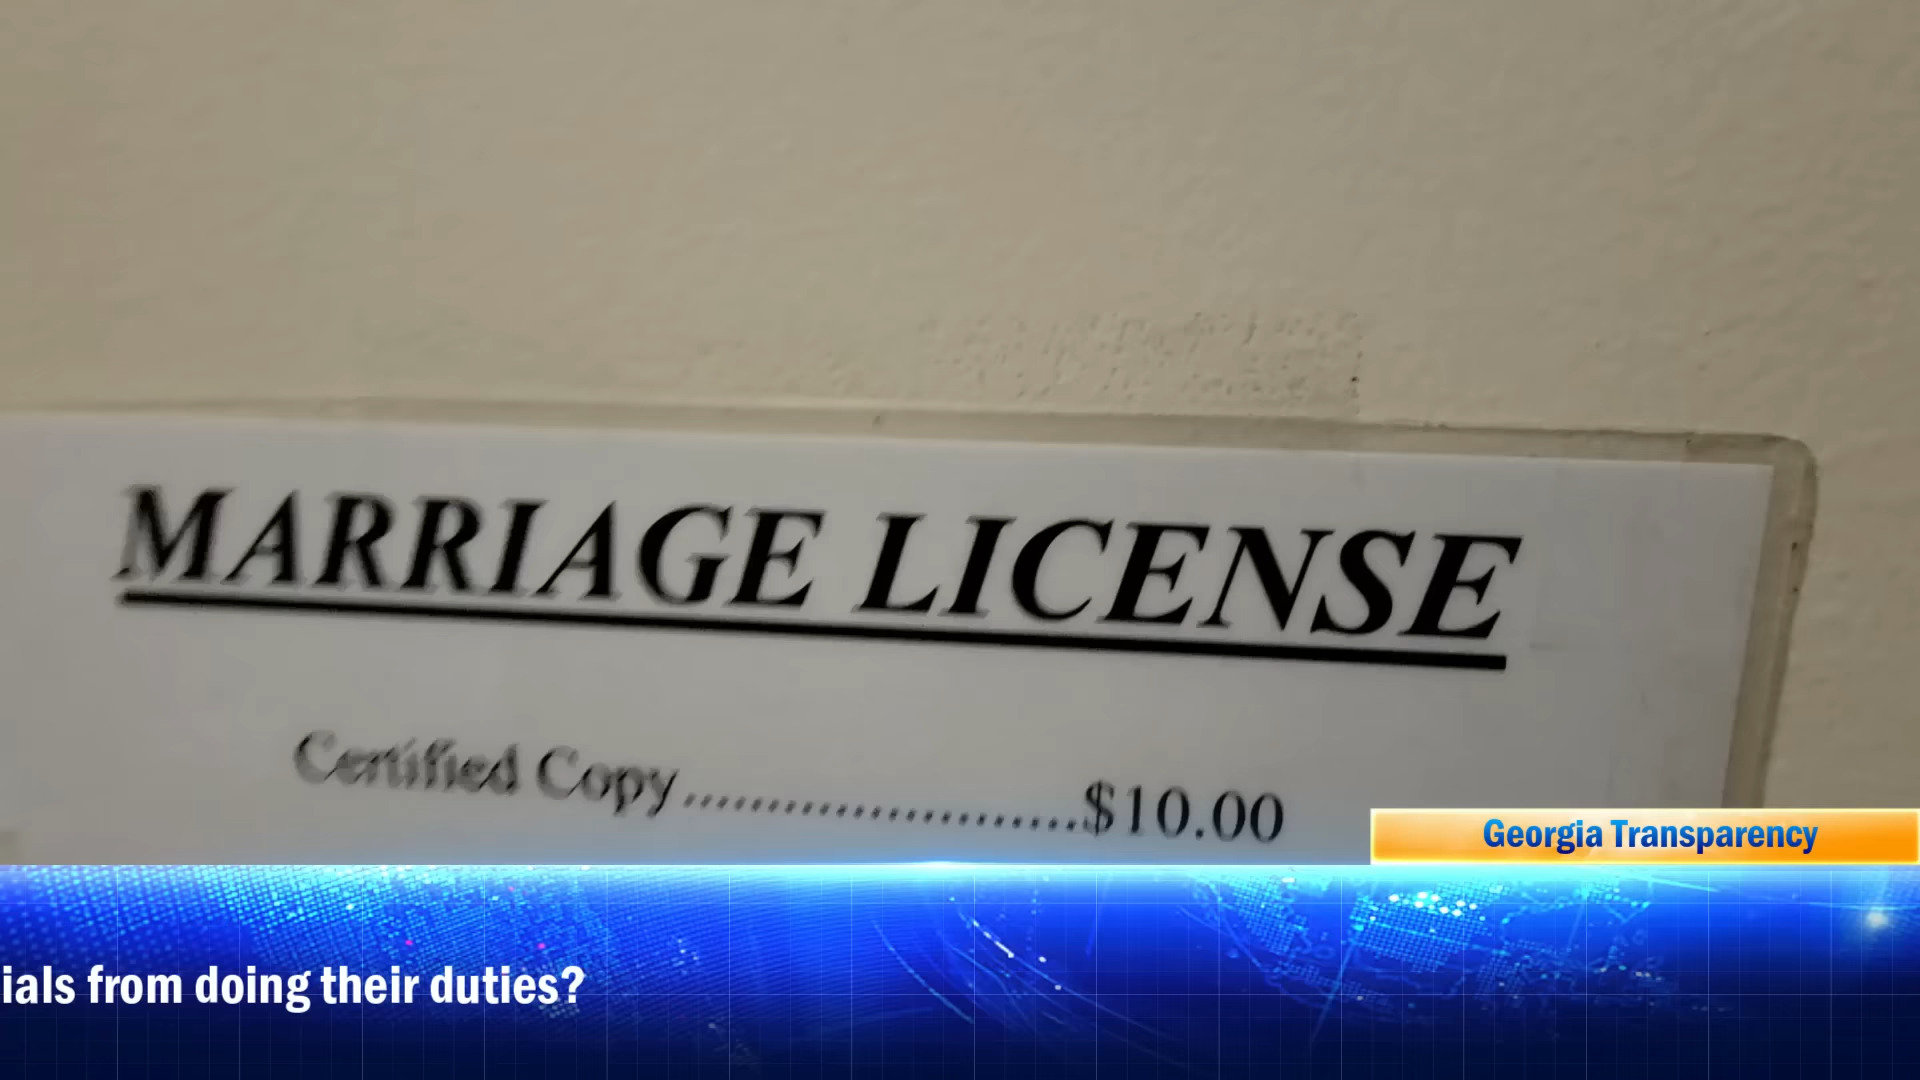 MARRIAGE LICENSE
Certified Copy........................$10.00
Georgia Transparency
ials from doing their duties?